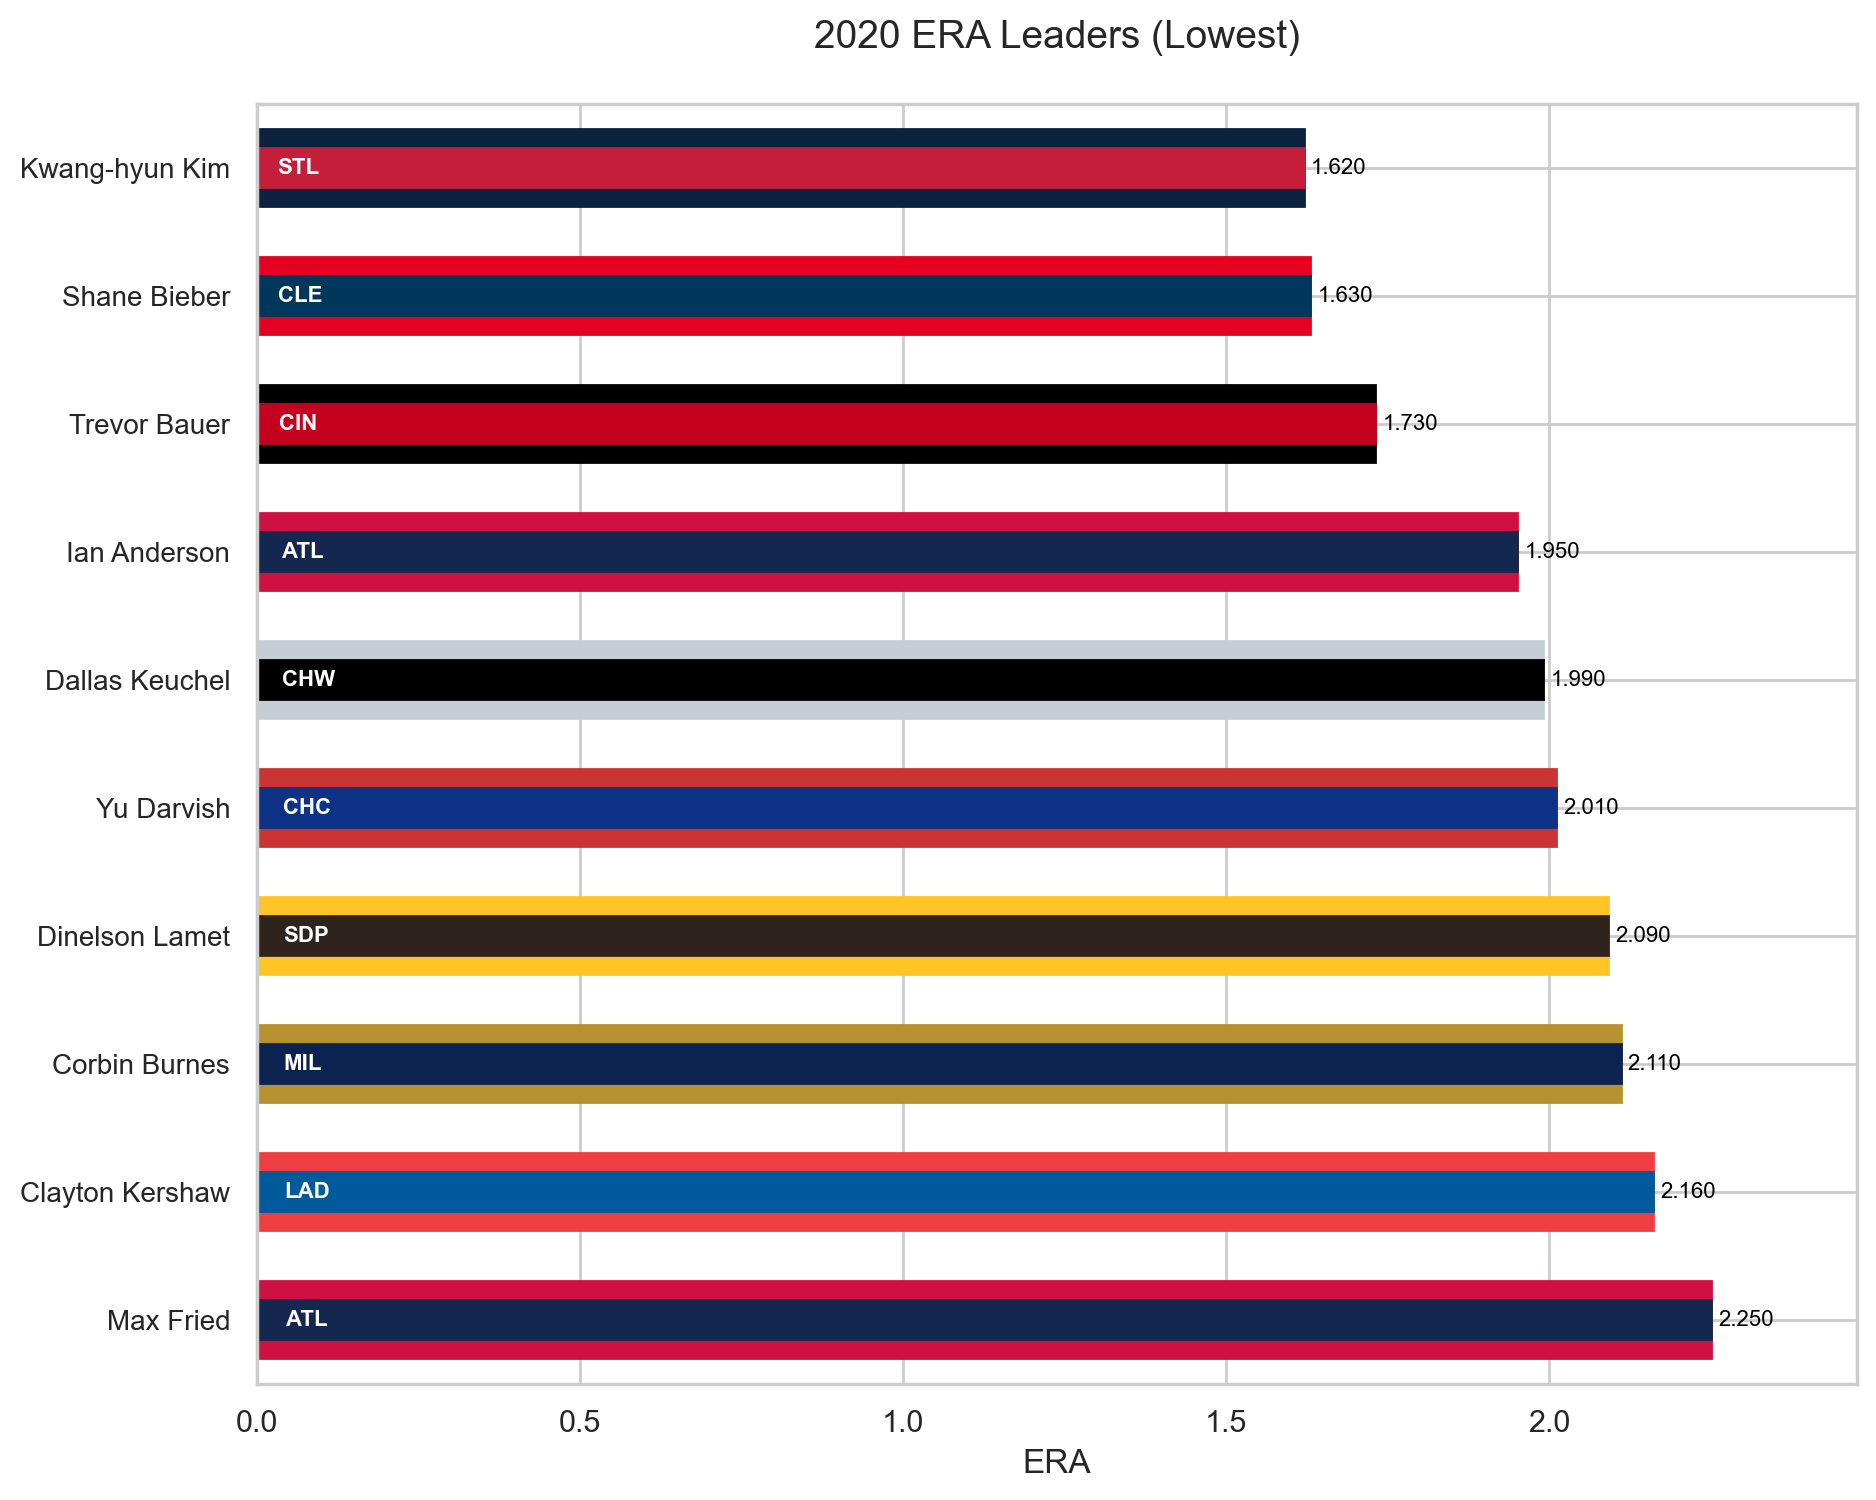 2020 ERA Leaders (Lowest)
Kwang-hyun Kim STL 1.620
Shane Bieber CLE 1.630
Trevor Bauer CIN 1.730
Ian Anderson ATL 1.950
Dallas Keuchel CHW 1.990
Yu Darvish CHC 2.010
Dinelson Lamet SDP 2.090
Corbin Burnes MIL 2.110
Clayton Kershaw LAD 2.160
Max Fried ATL 2.250
0.0 0.5 1.0 1.5 2.0
ERA